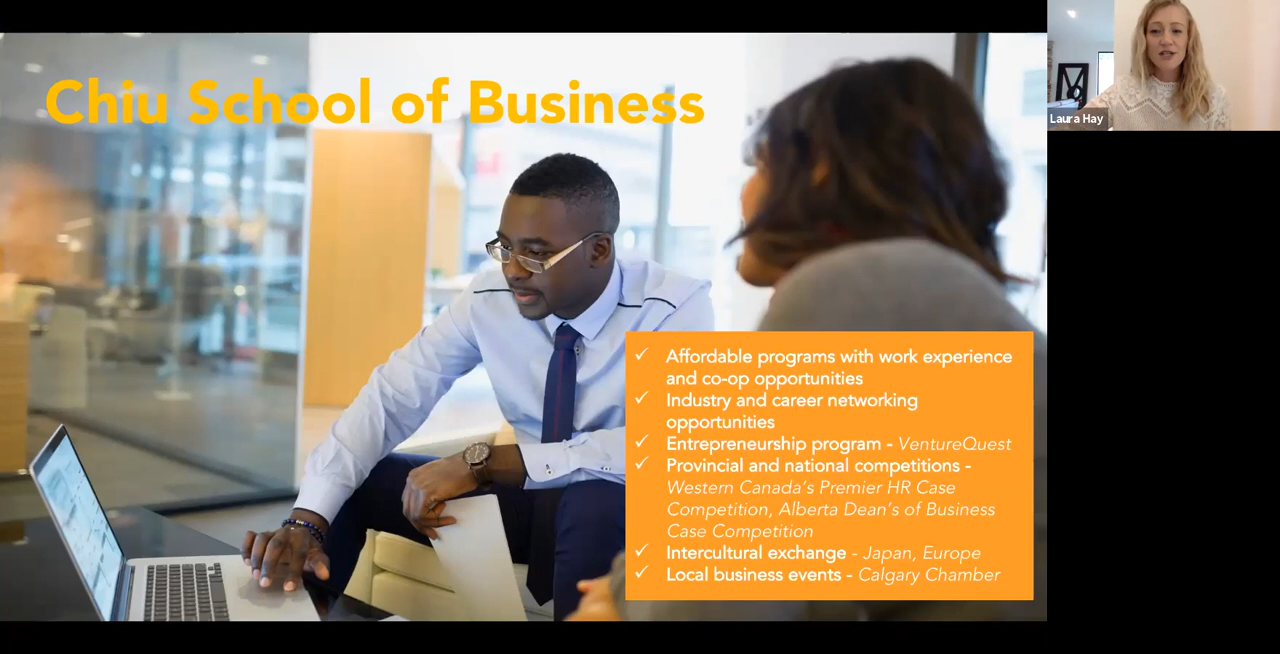 Chiu School of Business
Laura Hay
✓ Affordable programs with work experience
and co-op opportunities
✓ Industry and career networking
opportunities
✓ Entrepreneurship program - VentureQuest
✓ Provincial and national competitions -
Western Canada's Premier HR Case
Competition, Alberta Dean's of Business
Case Competition
✓ Intercultural exchange - Japan, Europe
✓ Local business events - Calgary Chamber